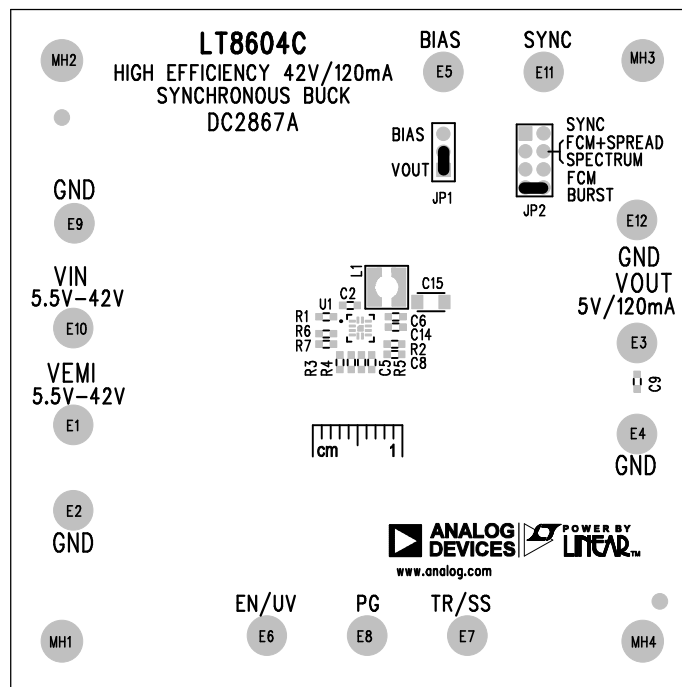 LT8604C
HIGH EFFICIENCY 42V/120mA
SYNCHRONOUS BUCK
DC2867A
MH2
BIAS
E5
SYNC
E11
MH3
BIAS
VOUT
JP1
SYNC
FCM+SPREAD
SPECTRUM
FCM
BURST
JP2
GND
E9
VIN
5.5V-42V
E10
VEMI
5.5V-42V
E1
E2
GND
E12
GND
VOUT
5V/120mA
E3
C9
E4
GND
L1
C15
C2
U1
R1
R6
R7
C6
C14
R2
C8
R3
R4
C5
R5
cm 1
ANALOG
DEVICES
POWER BY
LINEAR™
www.analog.com
EN/UV
E6
PG
E8
TR/SS
E7
MH1
MH4